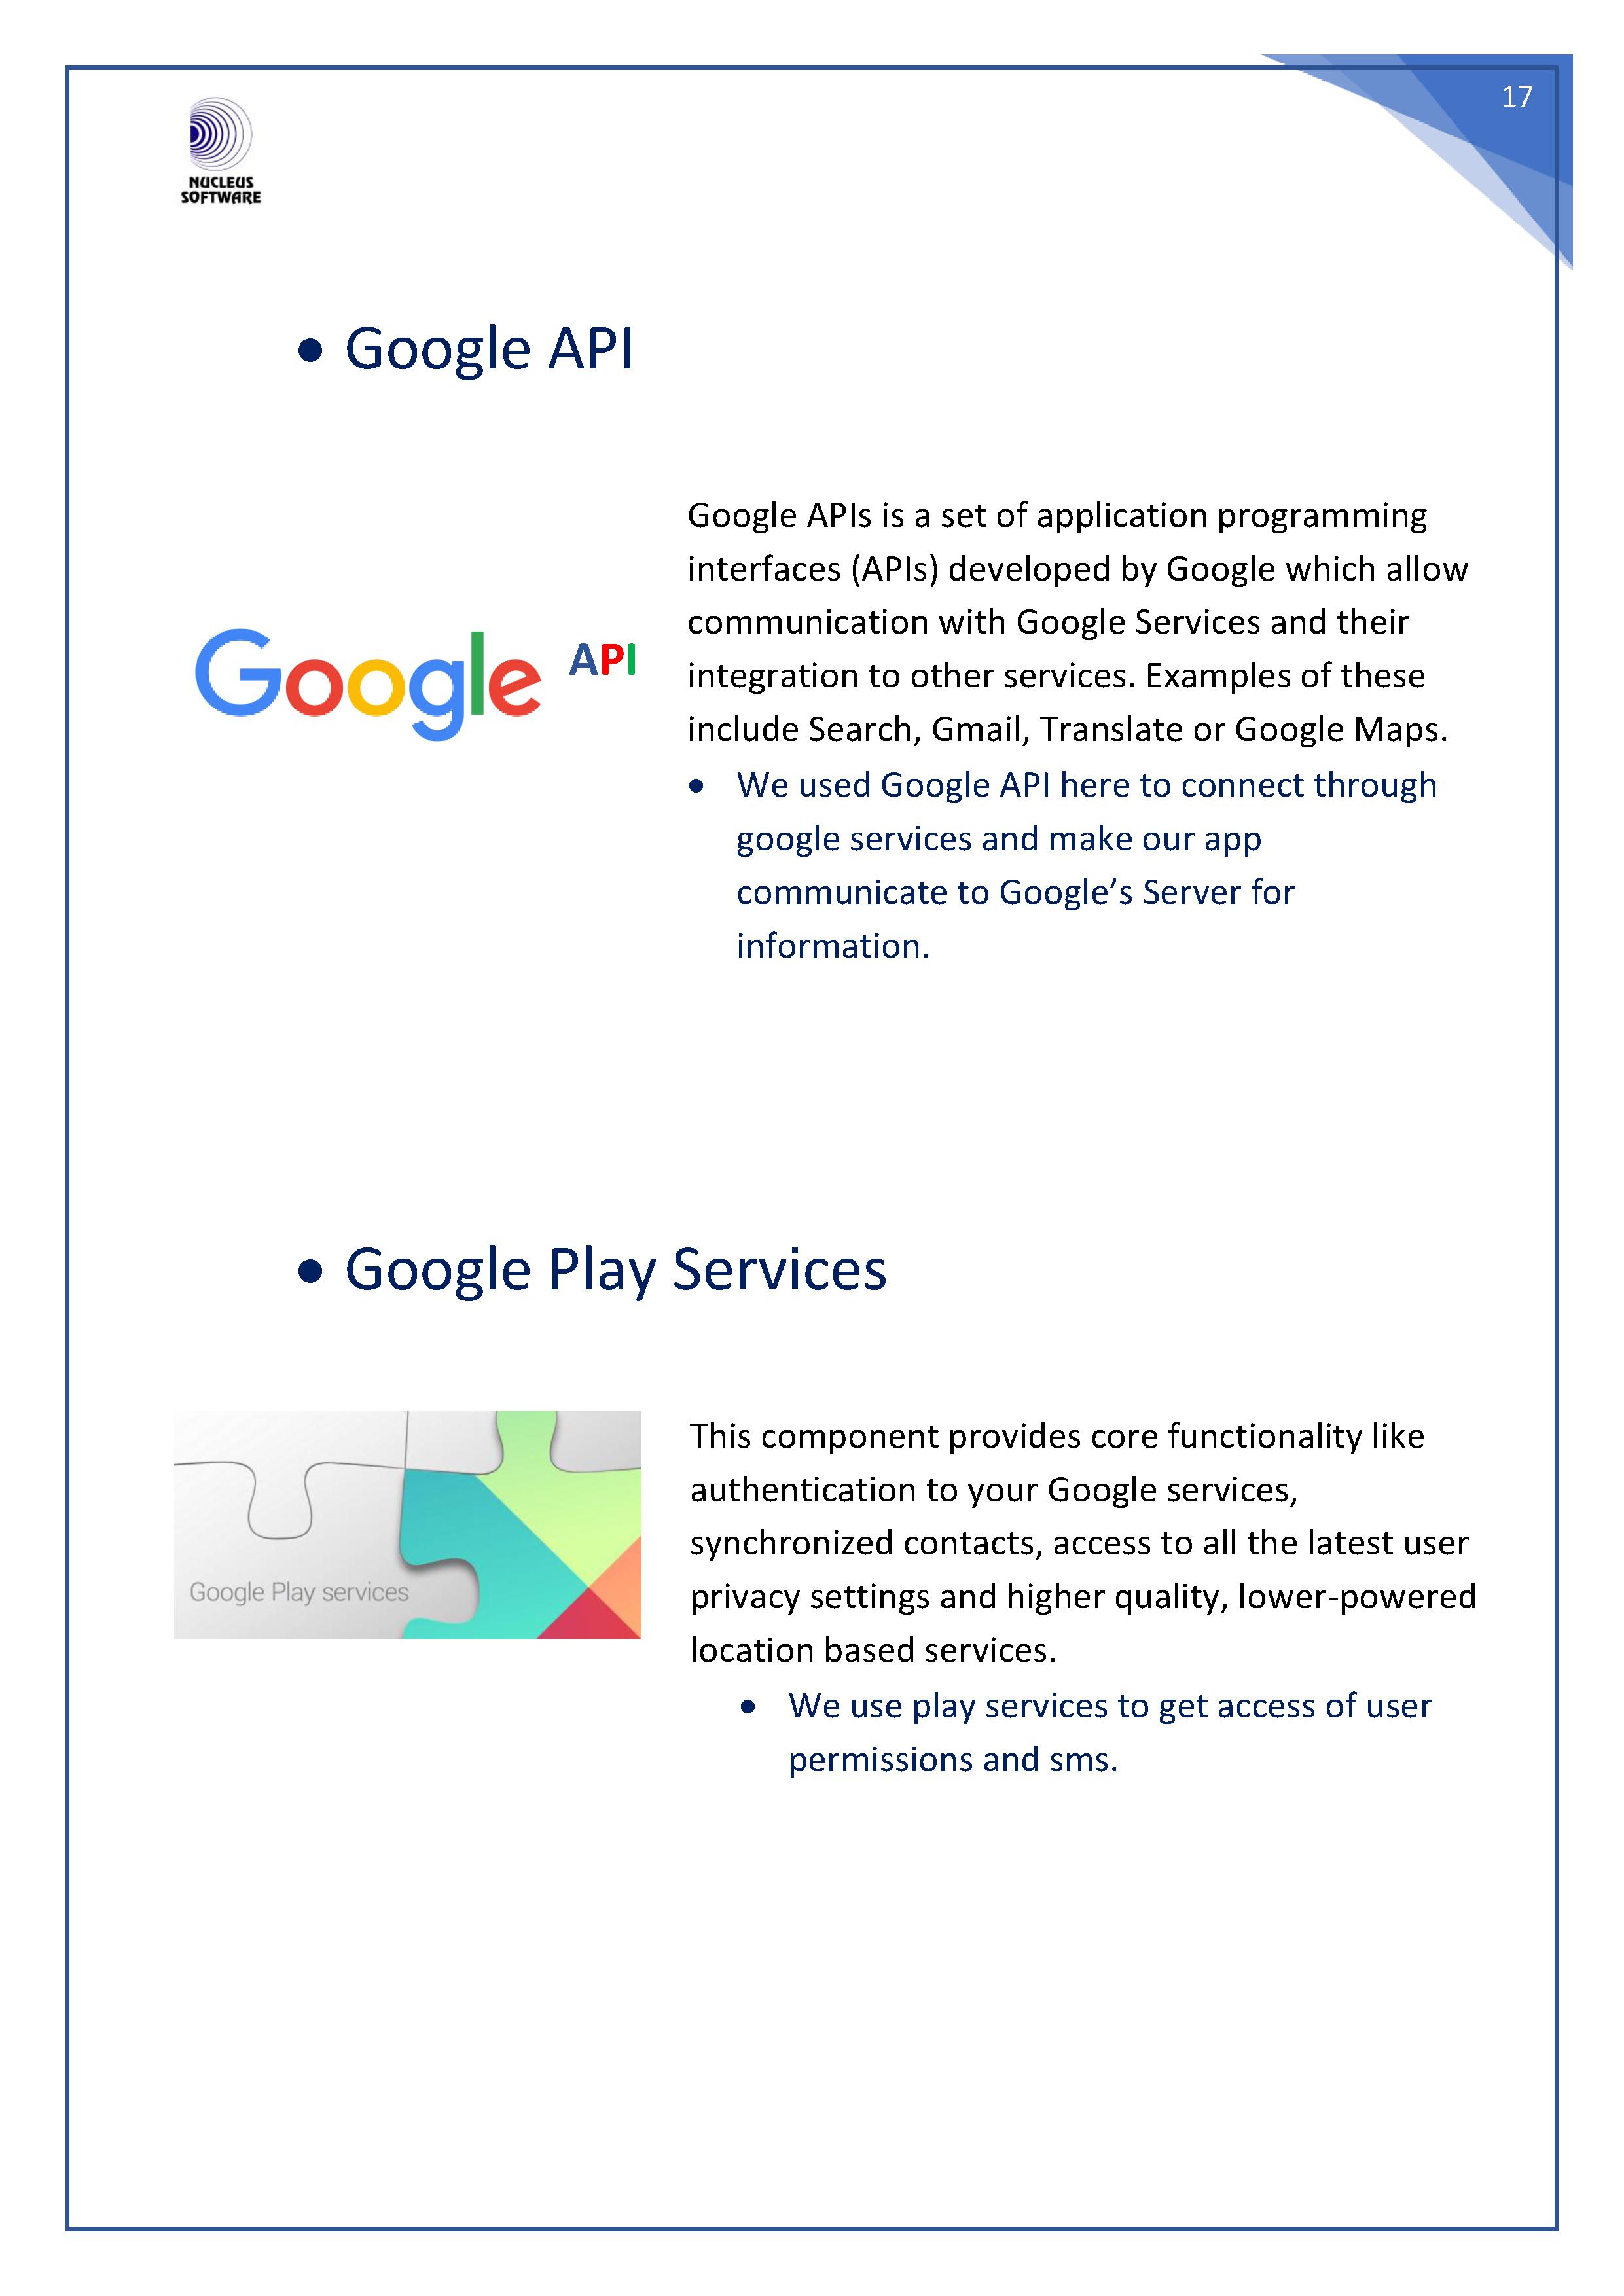 17
NUCLEUS
SOFTWARE
• Google API
Google API
Google APIs is a set of application programming
interfaces (APIs) developed by Google which allow
communication with Google Services and their
integration to other services. Examples of these
include Search, Gmail, Translate or Google Maps.
• We used Google API here to connect through
google services and make our app
communicate to Google’s Server for
information.
• Google Play Services
Google Play services
This component provides core functionality like
authentication to your Google services,
synchronized contacts, access to all the latest user
privacy settings and higher quality, lower-powered
location based services.
• We use play services to get access of user
permissions and sms.